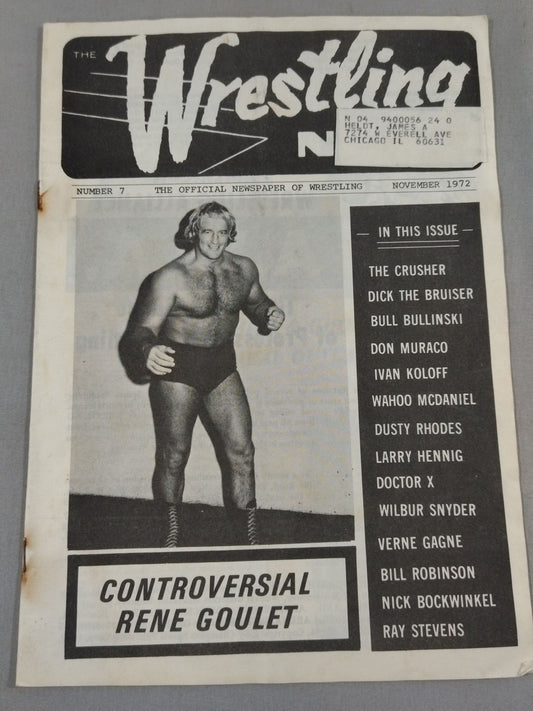 THE
Wrestling
N
N 04 9400056 24 0
HELDT, JAMES A
7274 W EVERELL AVE
CHICAGO IL 60631
NUMBER 7 THE OFFICIAL NEWSPAPER OF WRESTLING NOVEMBER 1972
— IN THIS ISSUE —
THE CRUSHER
DICK THE BRUISER
BULL BULLINSKI
DON MURACO
IVAN KOLOFF
WAHOO MCDANIEL
DUSTY RHODES
LARRY HENNIG
DOCTOR X
WILBUR SNYDER
VERNE GAGNE
BILL ROBINSON
NICK BOCKWINKEL
RAY STEVENS
CONTROVERSIAL
RENE GOULET